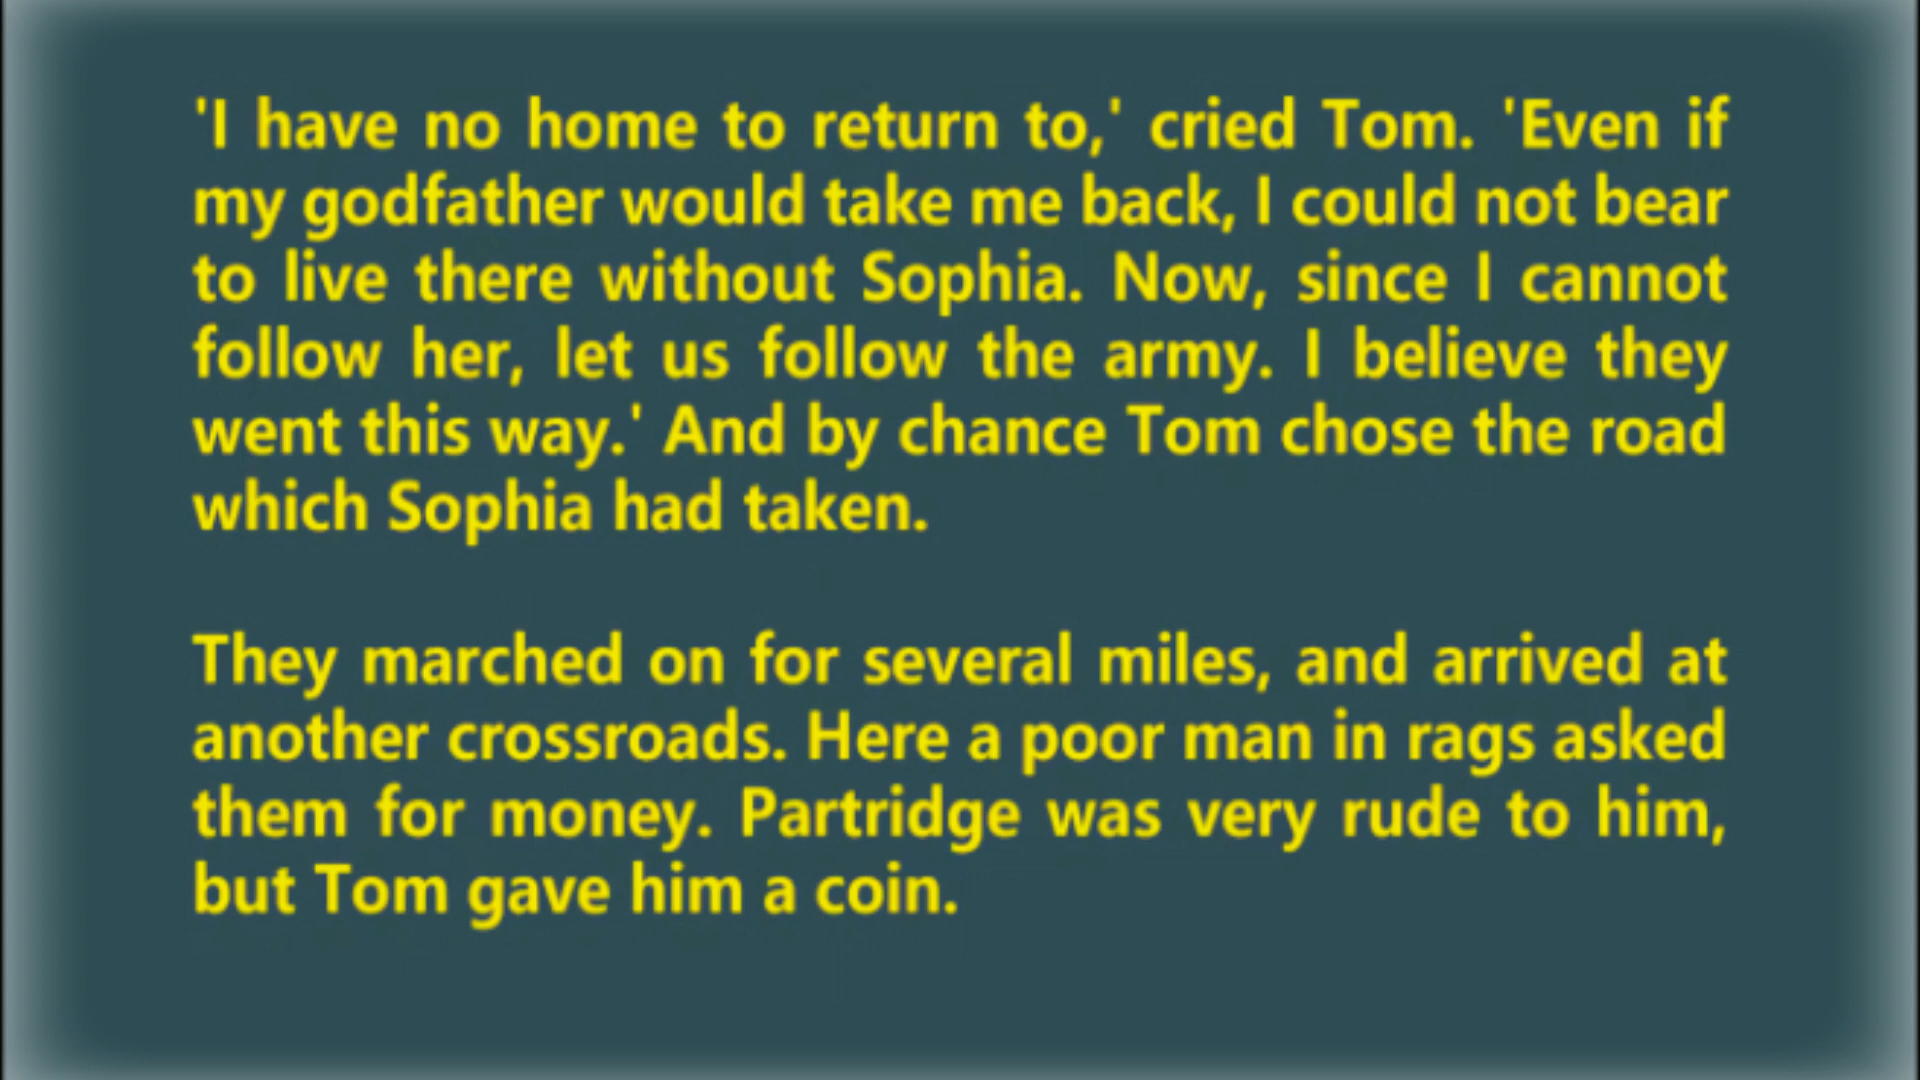 'I have no home to return to,' cried Tom. 'Even if
my godfather would take me back, I could not bear
to live there without Sophia. Now, since I cannot
follow her, let us follow the army. I believe they
went this way.' And by chance Tom chose the road
which Sophia had taken.
They marched on for several miles, and arrived at
another crossroads. Here a poor man in rags asked
them for money. Partridge was very rude to him,
but Tom gave him a coin.